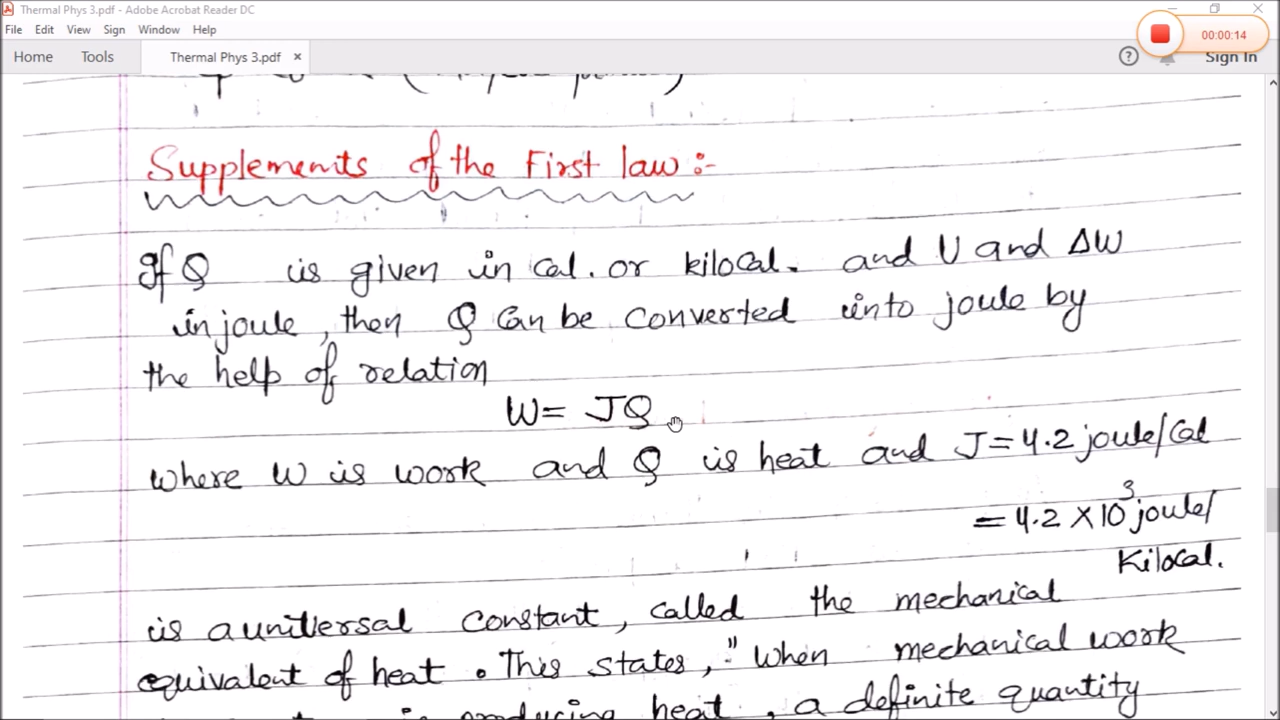 Thermal Phys 3.pdf - Adobe Acrobat Reader DC
File Edit View Sign Window Help
00:00:14
Home Tools Thermal Phys 3.pdf × ? Sign In
Supplements of the First law :-
If Q is given in cal. or kilocal. and U and ΔW
in joule, then Q can be converted into joule by
the help of relation
W = JQ
where W is work and Q is heat and J = 4.2 joule/cal
= 4.2 × 10³ joule/
kilocal.
is a universal constant, called the mechanical
equivalent of heat. This states, "When mechanical work
producing heat, a definite quantity